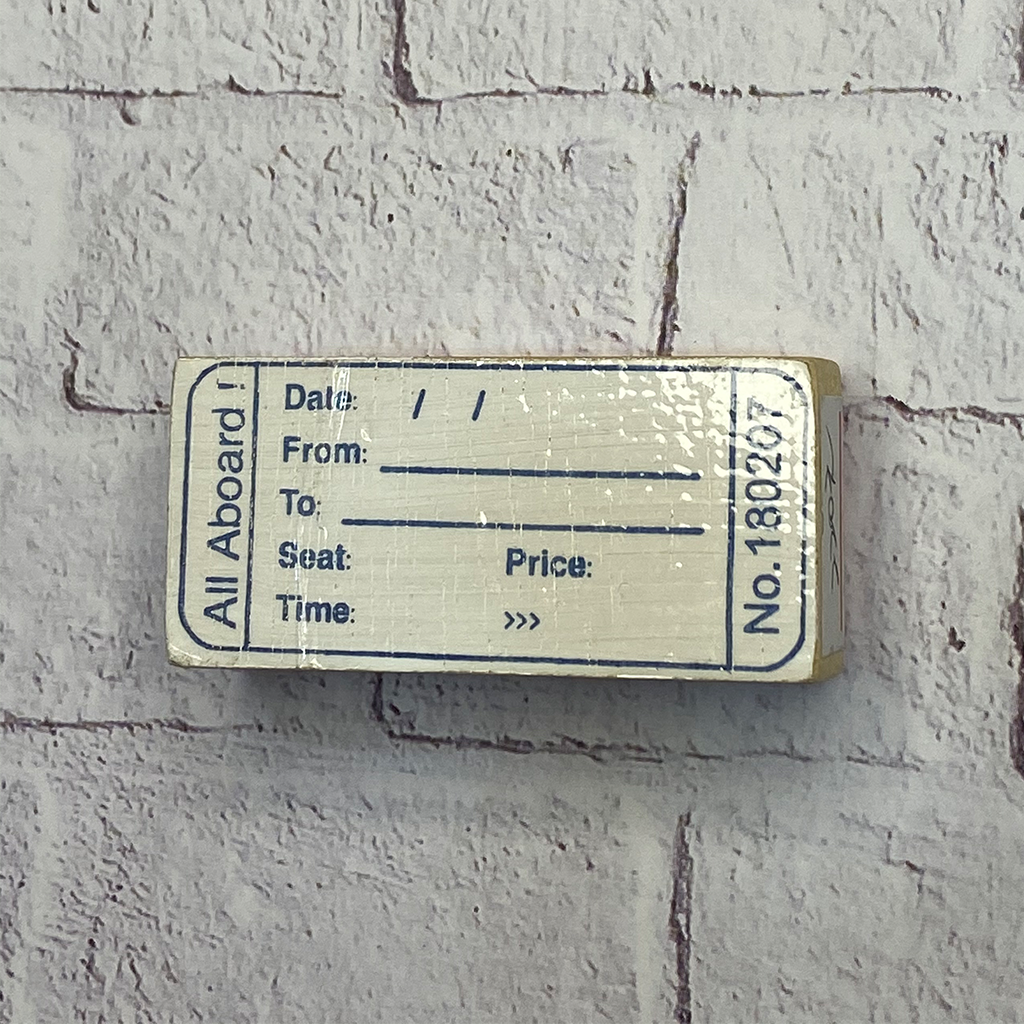 All Aboard !
Date: / /
From:
To:
Seat: Price:
Time: >>>
No.180207